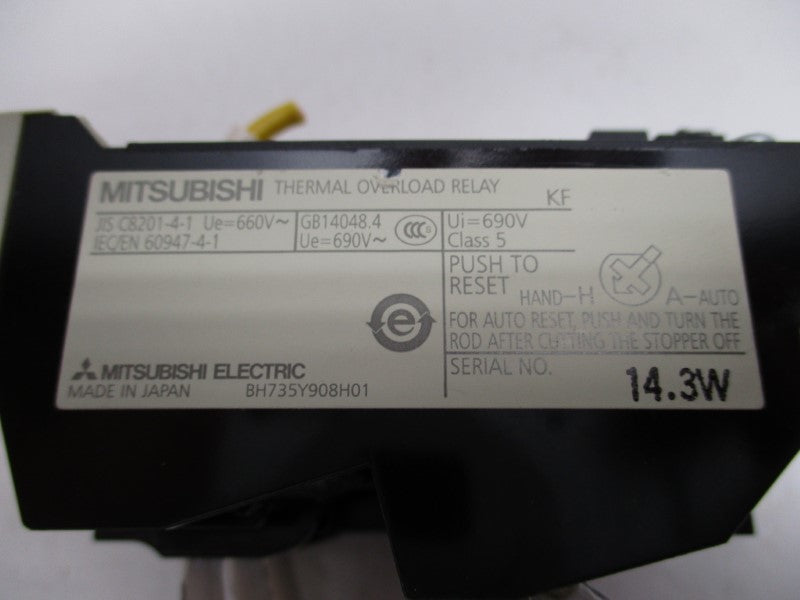 MITSUBISHI THERMAL OVERLOAD RELAY
KF
JIS C8201-4-1 Ue=660V~
IEC/EN 60947-4-1
GB14048.4
Ue=690V~
CCC S
Ui=690V
Class 5
PUSH TO
RESET
HAND-H A-AUTO
FOR AUTO RESET, PUSH AND TURN THE
ROD AFTER CUTTING THE STOPPER OFF
e
MITSUBISHI ELECTRIC
MADE IN JAPAN BH735Y908H01
SERIAL NO.
14.3W